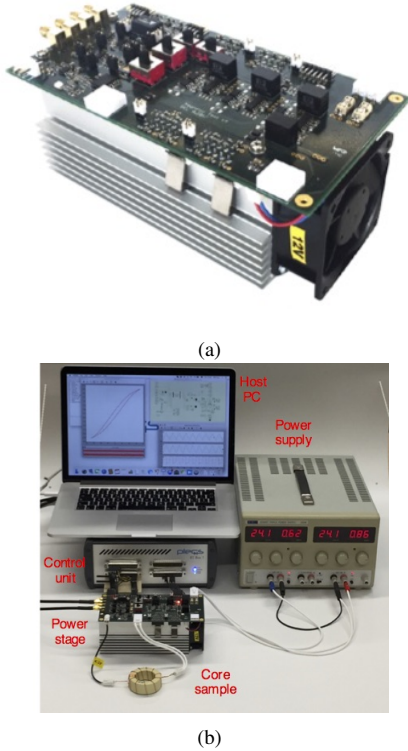 12V
(a)
Host
PC
Power
supply
24.1 0.62 24.1 0.86
plecs
Control
unit
Power
stage
Core
sample
(b)